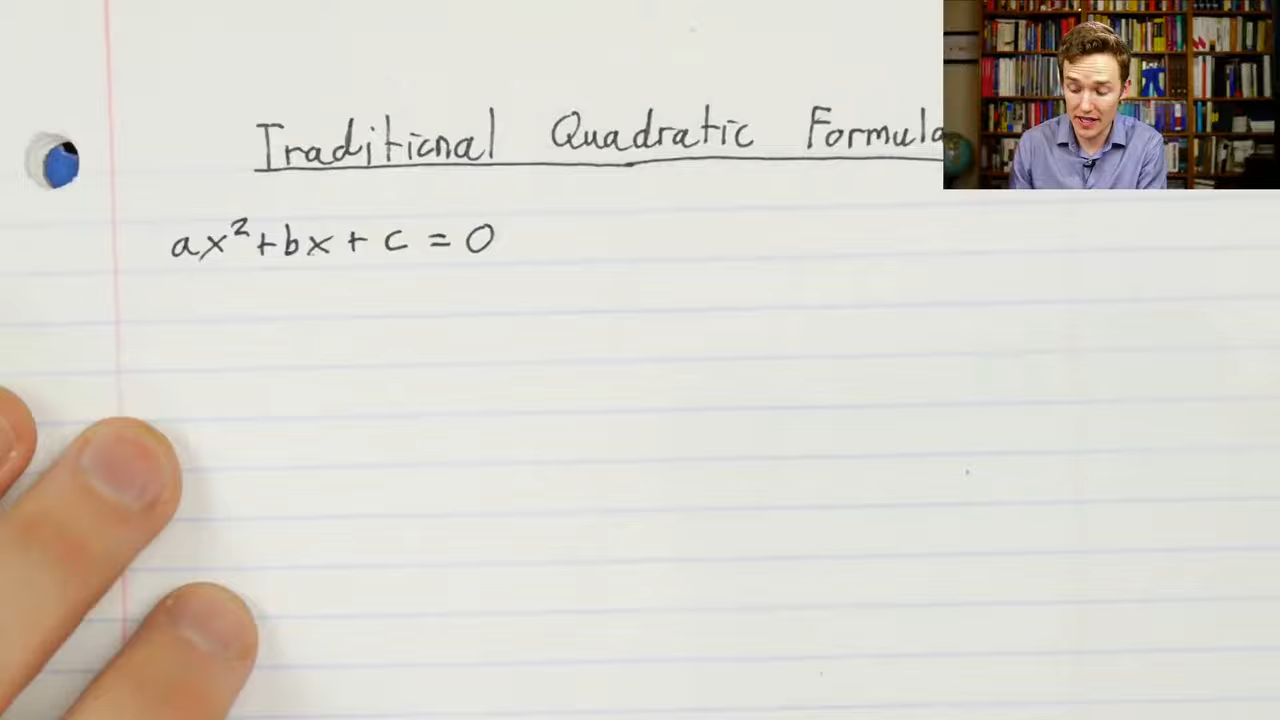 Traditional Quadratic Formula
ax²+bx + c = 0